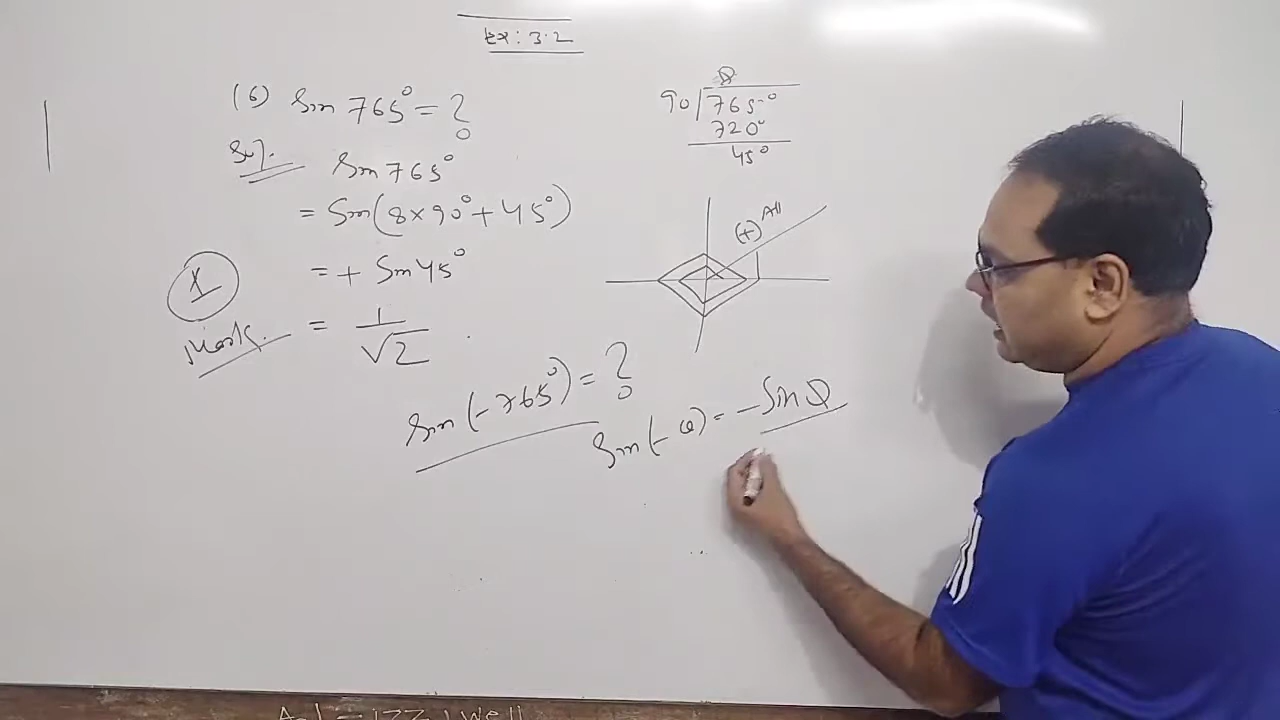 Ex: 3.2
(6) Sin 765° = ?
Sol.
Sin 765°
= Sin(8×90°+45°)
= + Sin 45°
= 1/√2
1
Mark.
8
90 765°
720°
45°
(+) All
Sin(-765°) = ?
Sin(-θ) = -Sin θ